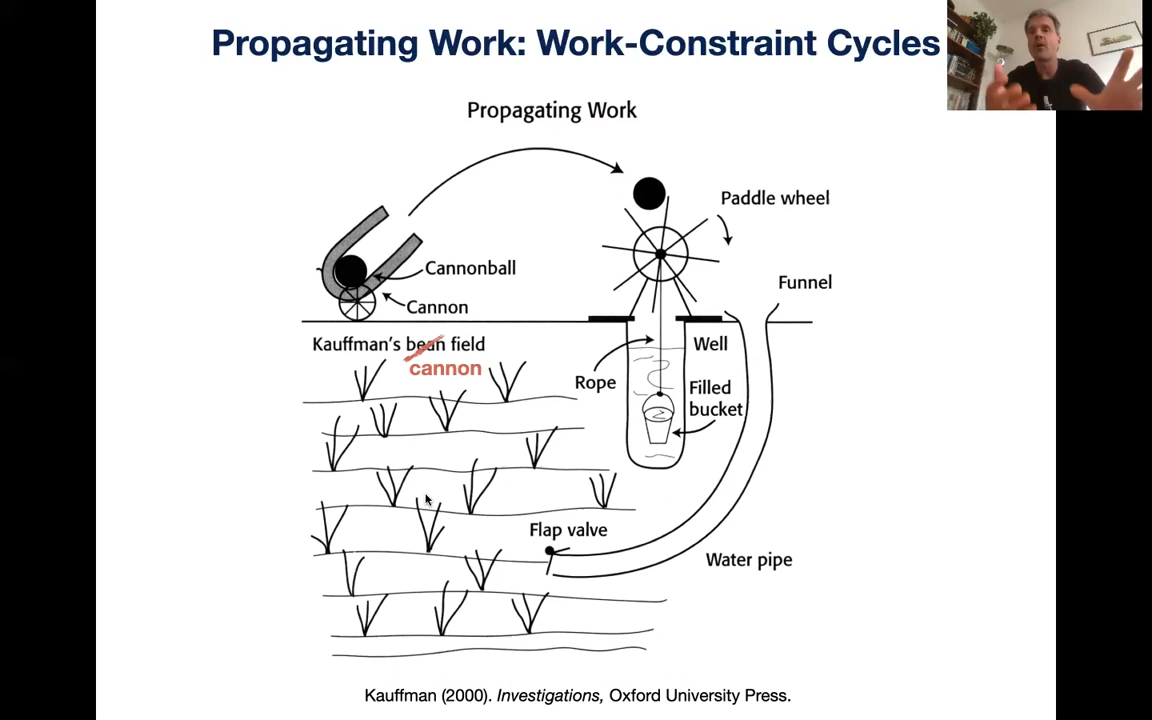 Propagating Work: Work-Constraint Cycles
Propagating Work
Paddle wheel
Cannonball
Funnel
Cannon
Kauffman's bean field
cannon
Well
Rope
Filled
bucket
Flap valve
Water pipe
Kauffman (2000). Investigations, Oxford University Press.